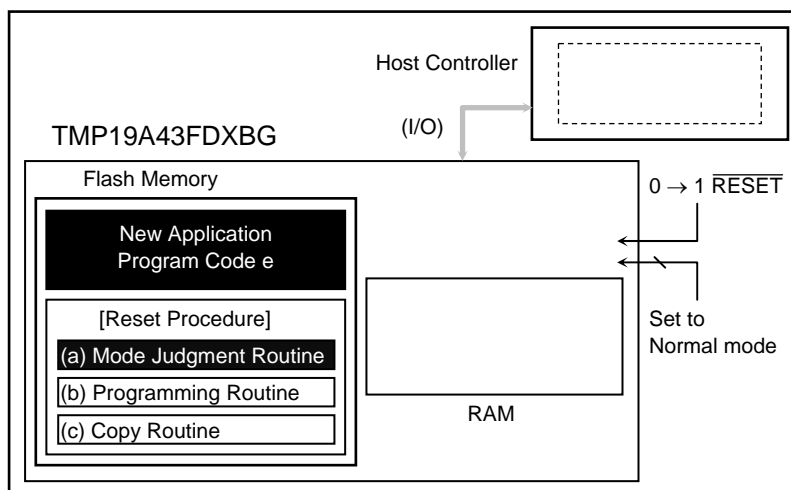 Host Controller
(I/O)
TMP19A43FDXBG
Flash Memory
0 → 1 RESET
New Application
Program Code e
[Reset Procedure]
(a) Mode Judgment Routine
(b) Programming Routine
(c) Copy Routine
Set to
Normal mode
RAM